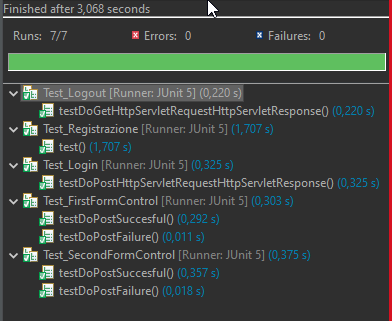 Finished after 3,068 seconds
Runs: 7/7 Errors: 0 Failures: 0
Test_Logout [Runner: JUnit 5] (0,220 s)
testDoGetHttpServletRequestHttpServletResponse() (0,220 s)
Test_Registrazione [Runner: JUnit 5] (1,707 s)
test() (1,707 s)
Test_Login [Runner: JUnit 5] (0,325 s)
testDoPostHttpServletRequestHttpServletResponse() (0,325 s)
Test_FirstFormControl [Runner: JUnit 5] (0,303 s)
testDoPostSuccesful() (0,292 s)
testDoPostFailure() (0,011 s)
Test_SecondFormControl [Runner: JUnit 5] (0,375 s)
testDoPostSuccesful() (0,357 s)
testDoPostFailure() (0,018 s)